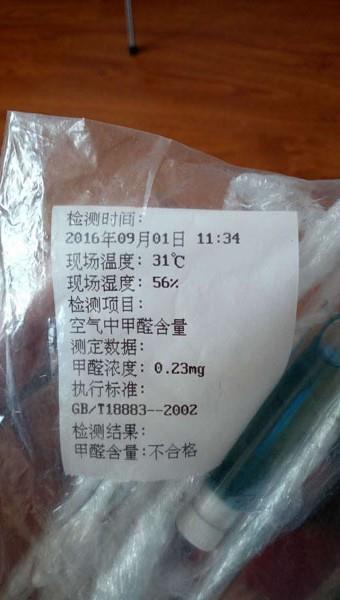 检测时间:
2016年09月01日 11:34
现场温度: 31℃
现场湿度: 56%
检测项目:
空气中甲醛含量
测定数据:
甲醛浓度: 0.23mg
执行标准:
GB/T18883--2002
检测结果:
甲醛含量:不合格